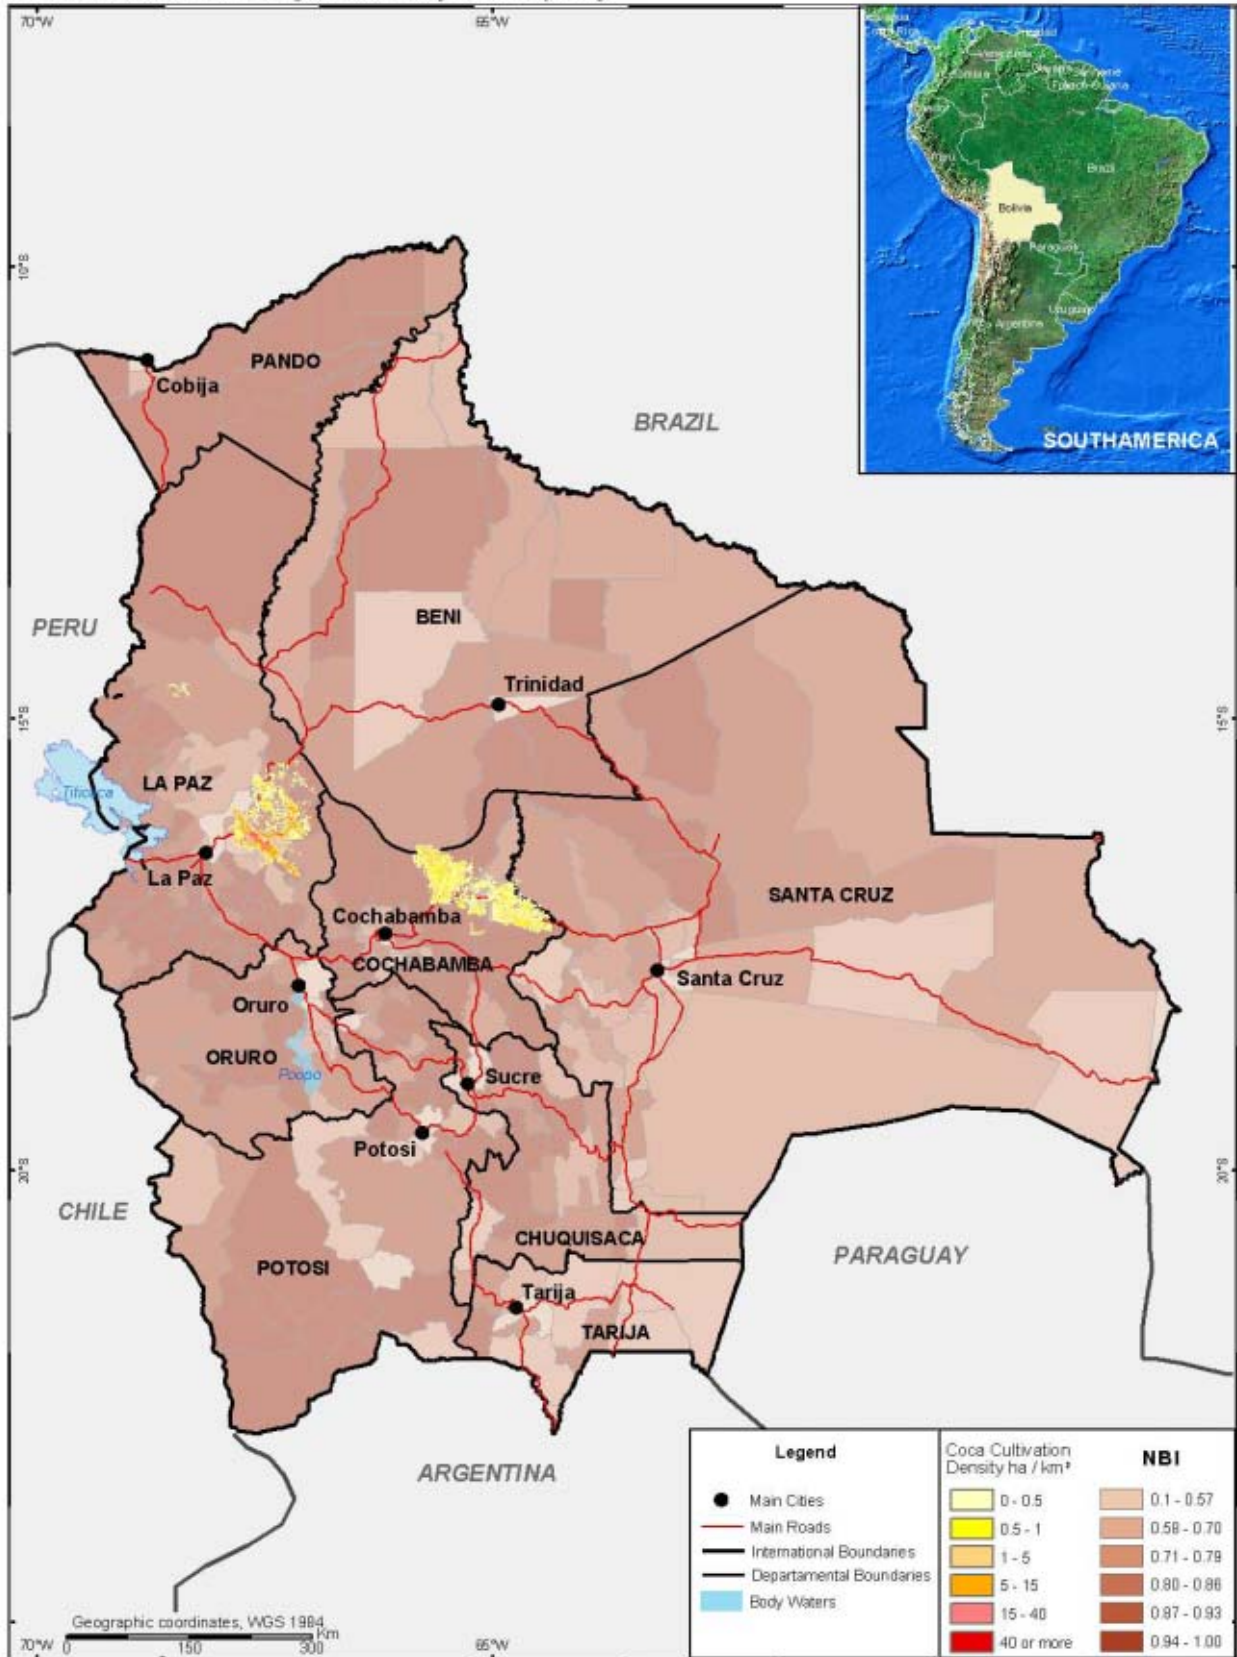 70°W
65°W
Venezuela
Colombia
Peru
Brazil
Bolivia
Paraguay
Argentina
Uruguay
SOUTHAMERICA
10°S
PANDO
Cobija
BRAZIL
PERU
BENI
Trinidad
15°S
15°S
LA PAZ
Titicaca
La Paz
SANTA CRUZ
Cochabamba
COCHABAMBA
Santa Cruz
Oruro
ORURO
Poopo
Sucre
Potosi
20°S
20°S
CHILE
CHUQUISACA
PARAGUAY
POTOSI
Tarija
TARIJA
ARGENTINA
Legend
Main Cities
Main Roads
International Boundaries
Departamental Boundaries
Body Waters
Coca Cultivation
Density ha / km²
0 - 0.5
0.5 - 1
1 - 5
5 - 15
15 - 40
40 or more
NBI
0.1 - 0.57
0.58 - 0.70
0.71 - 0.79
0.80 - 0.86
0.87 - 0.93
0.94 - 1.00
Geographic coordinates, WGS 1984
Km
0 150 300
70°W
65°W